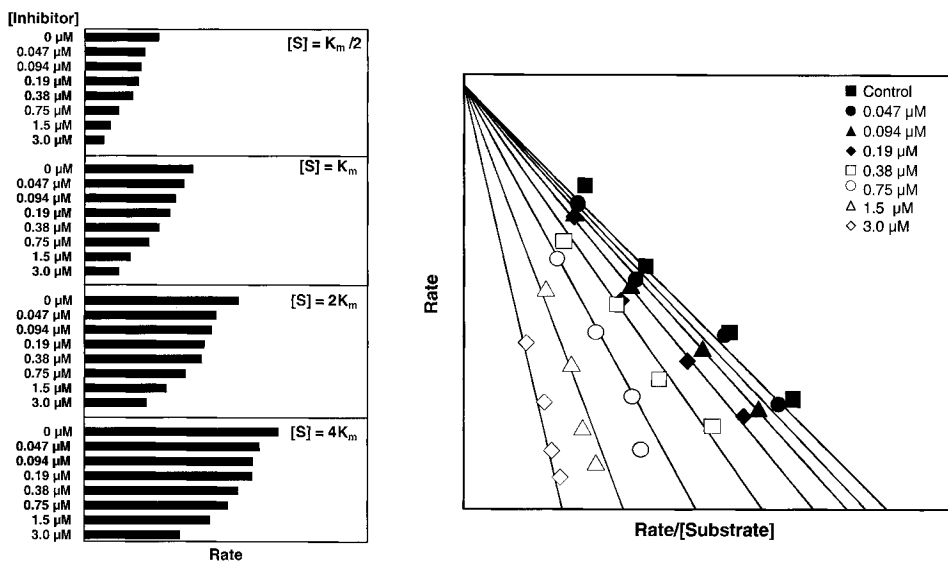 [Inhibitor]
0 µM
0.047 µM
0.094 µM
0.19 µM
0.38 µM
0.75 µM
1.5 µM
3.0 µM
[S] = Km/2
0 µM
0.047 µM
0.094 µM
0.19 µM
0.38 µM
0.75 µM
1.5 µM
3.0 µM
[S] = Km
0 µM
0.047 µM
0.094 µM
0.19 µM
0.38 µM
0.75 µM
1.5 µM
3.0 µM
[S] = 2Km
0 µM
0.047 µM
0.094 µM
0.19 µM
0.38 µM
0.75 µM
1.5 µM
3.0 µM
[S] = 4Km
Rate
Rate
Control
0.047 µM
0.094 µM
0.19 µM
0.38 µM
0.75 µM
1.5 µM
3.0 µM
Rate/[Substrate]